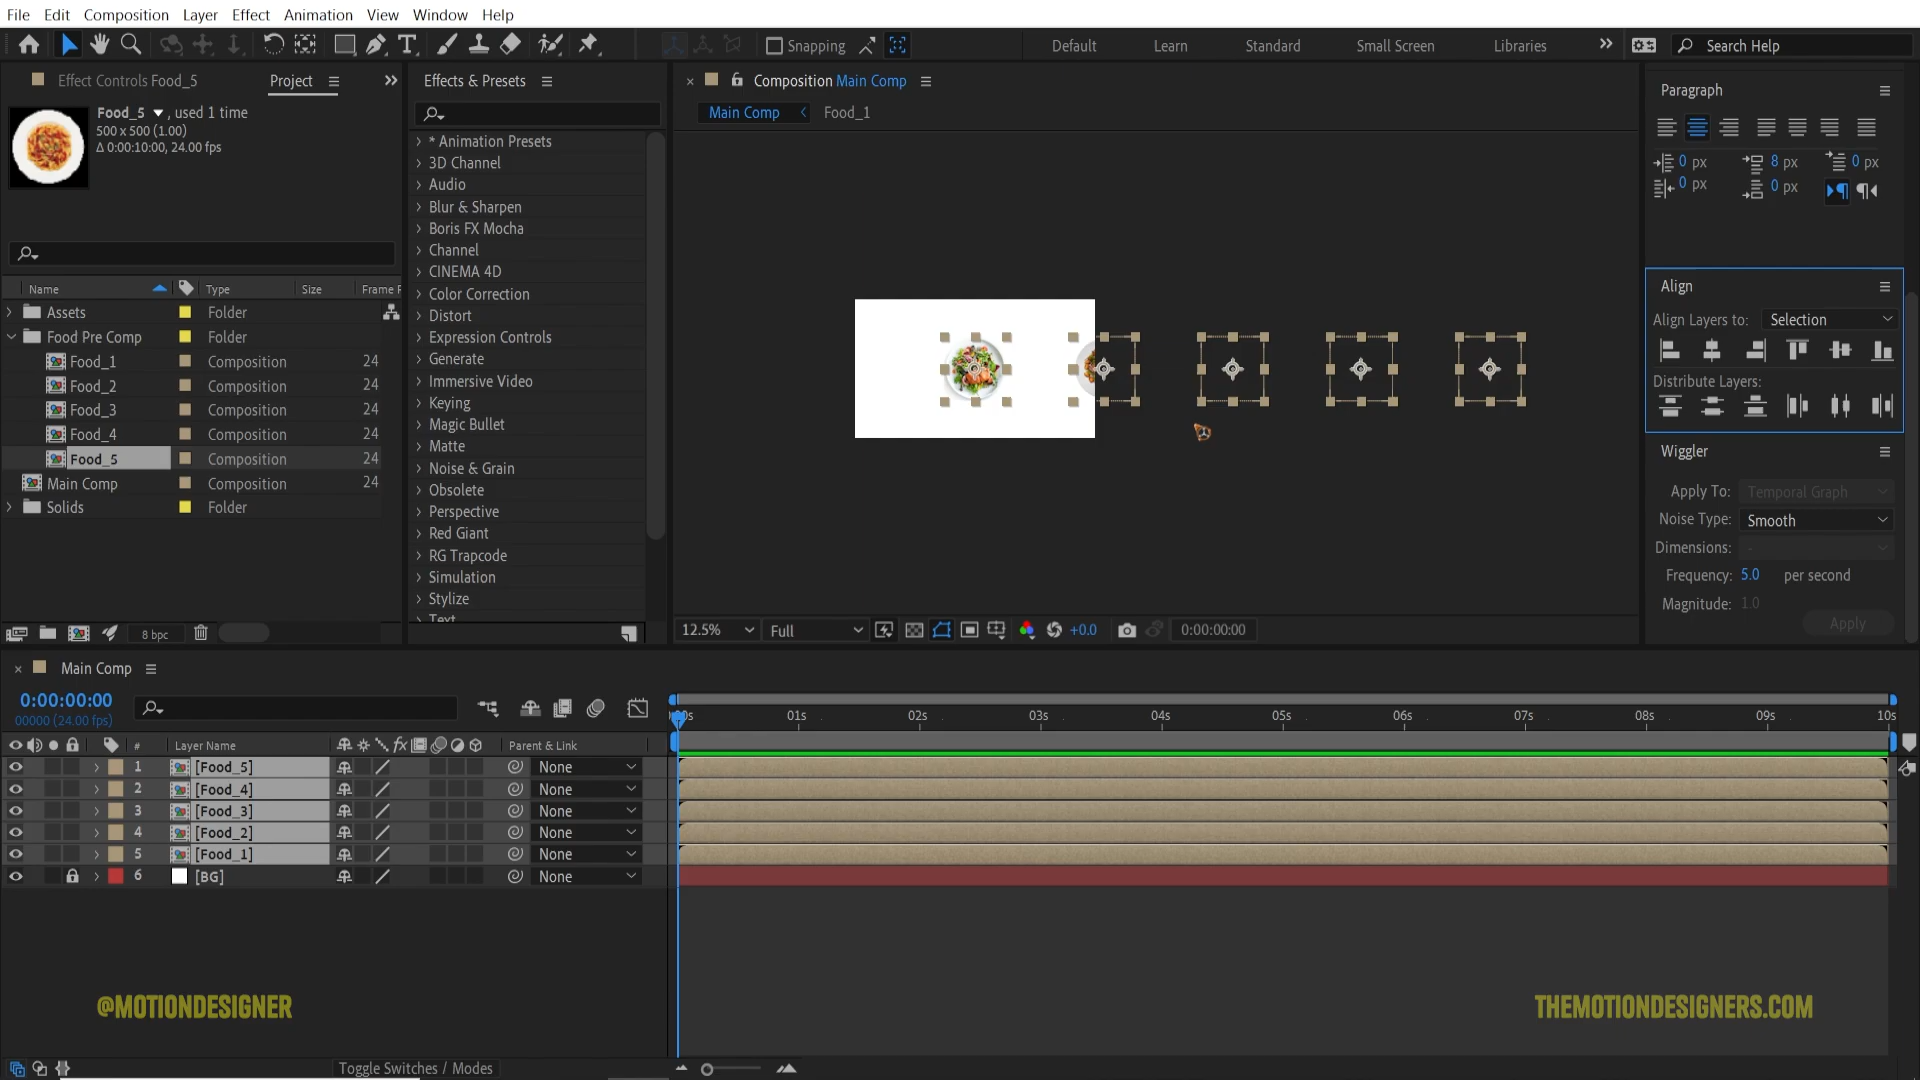 File Edit Composition Layer Effect Animation View Window Help
Snapping
Default Learn Standard Small Screen Libraries Search Help
Effect Controls Food_5 Project
Food_5 , used 1 time
500 x 500 (1.00)
Δ 0:00:10:00, 24.00 fps
Name Type Size Frame R
Assets Folder
Food Pre Comp Folder
Food_1 Composition 24
Food_2 Composition 24
Food_3 Composition 24
Food_4 Composition 24
Food_5 Composition 24
Main Comp Composition 24
Solids Folder
8 bpc
Effects & Presets
* Animation Presets
3D Channel
Audio
Blur & Sharpen
Boris FX Mocha
Channel
CINEMA 4D
Color Correction
Distort
Expression Controls
Generate
Immersive Video
Keying
Magic Bullet
Matte
Noise & Grain
Obsolete
Perspective
Red Giant
RG Trapcode
Simulation
Stylize
Text
Composition Main Comp
Main Comp Food_1
12.5% Full +0.0 0:00:00:00
Paragraph
0 px 8 px 0 px
0 px 0 px
Align
Align Layers to: Selection
Distribute Layers:
Wiggler
Apply To: Temporal Graph
Noise Type: Smooth
Dimensions: -
Frequency: 5.0 per second
Magnitude: 1.0
Apply
Main Comp
0:00:00:00
00000 (24.00 fps)
01s 02s 03s 04s 05s 06s 07s 08s 09s 10s
# Layer Name Parent & Link
1 [Food_5] None
2 [Food_4] None
3 [Food_3] None
4 [Food_2] None
5 [Food_1] None
6 [BG] None
@MOTIONDESIGNER
THEMOTIONDESIGNERS.COM
Toggle Switches / Modes